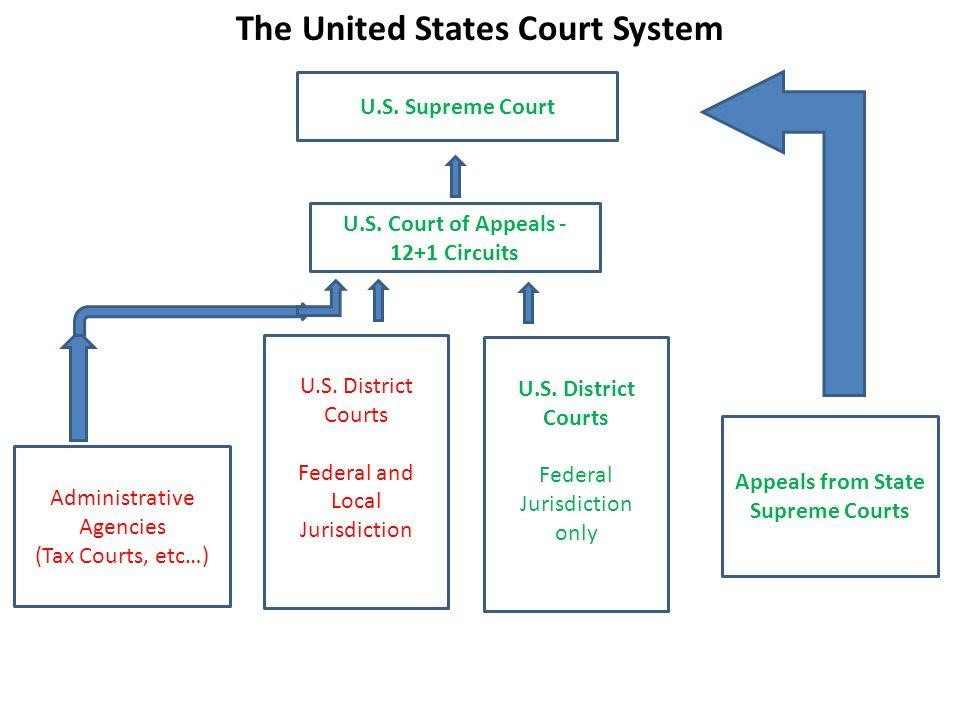 The United States Court System
U.S. Supreme Court
U.S. Court of Appeals -
12+1 Circuits
Administrative
Agencies
(Tax Courts, etc…)
U.S. District
Courts
Federal and
Local
Jurisdiction
U.S. District
Courts
Federal
Jurisdiction
only
Appeals from State
Supreme Courts